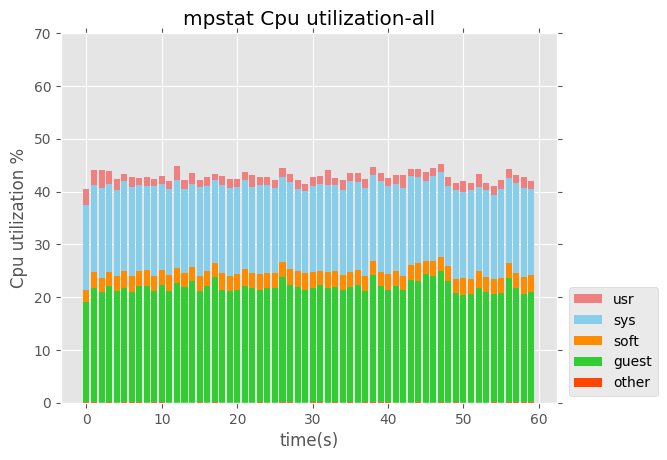 mpstat Cpu utilization-all
Cpu utilization %
70
60
50
40
30
20
10
0
0 10 20 30 40 50 60
time(s)
usr
sys
soft
guest
other